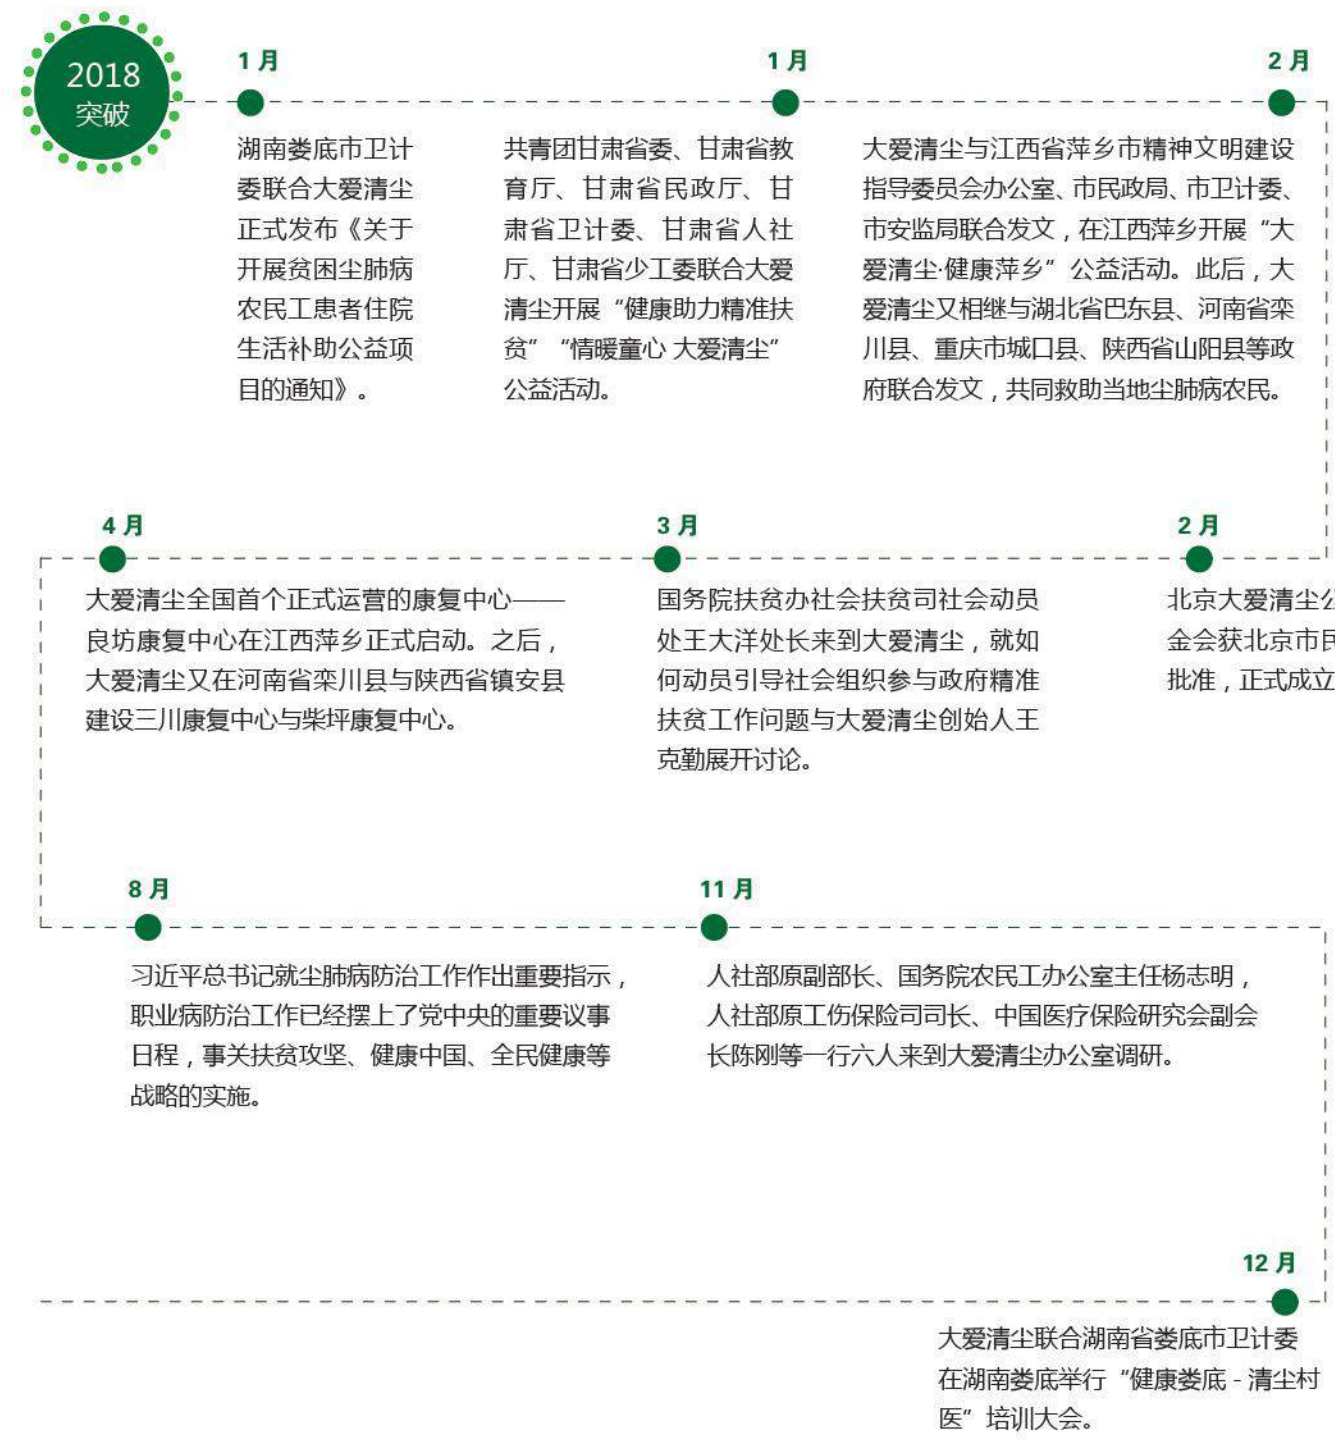 2018
突破
1 月
湖南娄底市卫计
委联合大爱清尘
正式发布《关于
开展贫困尘肺病
农民工患者住院
生活补助公益项
目的通知》。
1 月
共青团甘肃省委、甘肃省教
育厅、甘肃省民政厅、甘
肃省卫计委、甘肃省人社
厅、甘肃省少工委联合大爱
清尘开展“健康助力精准扶
贫”“情暖童心 大爱清尘”
公益活动。
2 月
大爱清尘与江西省萍乡市精神文明建设
指导委员会办公室、市民政局、市卫计委、
市安监局联合发文，在江西萍乡开展“大
爱清尘·健康萍乡”公益活动。此后，大
爱清尘又相继与湖北省巴东县、河南省栾
川县、重庆市城口县、陕西省山阳县等政
府联合发文，共同救助当地尘肺病农民。
2 月
北京大爱清尘公
金会获北京市民
批准，正式成立
3 月
国务院扶贫办社会扶贫司社会动员
处王大洋处长来到大爱清尘，就如
何动员引导社会组织参与政府精准
扶贫工作问题与大爱清尘创始人王
克勤展开讨论。
4 月
大爱清尘全国首个正式运营的康复中心——
良坊康复中心在江西萍乡正式启动。之后，
大爱清尘又在河南省栾川县与陕西省镇安县
建设三川康复中心与柴坪康复中心。
8 月
习近平总书记就尘肺病防治工作作出重要指示，
职业病防治工作已经摆上了党中央的重要议事
日程，事关扶贫攻坚、健康中国、全民健康等
战略的实施。
11 月
人社部原副部长、国务院农民工办公室主任杨志明，
人社部原工伤保险司司长、中国医疗保险研究会副会
长陈刚等一行六人来到大爱清尘办公室调研。
12 月
大爱清尘联合湖南省娄底市卫计委
在湖南娄底举行“健康娄底 - 清尘村
医”培训大会。